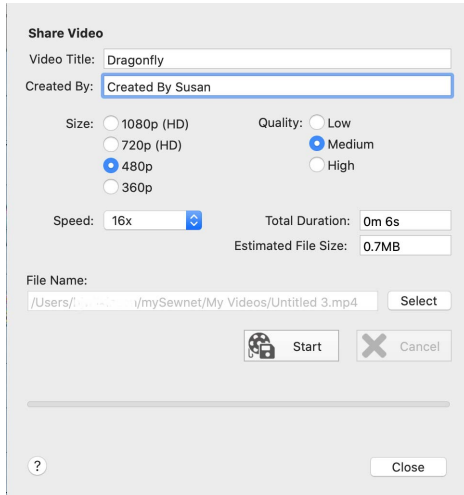 Share Video
Video Title: Dragonfly
Created By: Created By Susan
Size: 1080p (HD) Quality: Low
720p (HD) Medium
480p High
360p
Speed: 16x Total Duration: 0m 6s
Estimated File Size: 0.7MB
File Name:
/Users/ /mySewnet/My Videos/Untitled 3.mp4 Select
Start Cancel
? Close